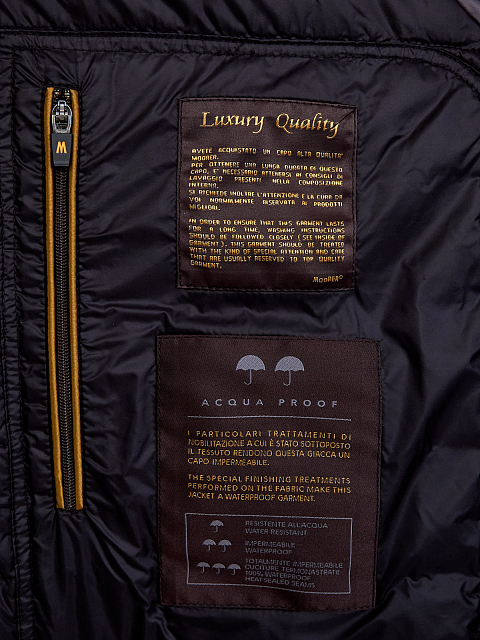 M
Luxury Quality
AVETE ACQUISTATO UN CAPO ALTA QUALITA'
MOORER.
PER OTTENERE UNA LUNGA DURATA DI QUESTO
CAPO, E' NECESSARIO ATTENERSI AI CONSIGLI DI
LAVAGGIO PRESENTI NELLA COMPOSIZIONE
INTERNO.
SI RICHIEDE INOLTRE L'ATTENZIONE E LA CURA DA
VOI NORMALMENTE RISERVATA AI PRODOTTI
MIGLIORI.
IN ORDER TO ENSURE THAT THIS GARMENT LASTS
FOR A LONG TIME, WASHING INSTRUCTIONS
SHOULD BE FOLLOWED CLOSELY (SEE INSIDE OF
GARMENT). THIS GARMENT SHOULD BE TREATED
WITH THE KIND OF SPECIAL ATTENTION AND CARE
THAT ARE USUALLY RESERVED TO TOP QUALITY
GARMENT.
MOORER©
ACQUA PROOF
I PARTICOLARI TRATTAMENTI DI
NOBILITAZIONE A CUI È STATO SOTTOPOSTO
IL TESSUTO RENDONO QUESTA GIACCA UN
CAPO IMPERMEABILE.
THE SPECIAL FINISHING TREATMENTS
PERFORMED ON THE FABRIC MAKE THIS
JACKET A WATERPROOF GARMENT.
RESISTENTE ALL'ACQUA
WATER RESISTANT
IMPERMEABILE
WATERPROOF
TOTALMENTE IMPERMEABILE
CUCITURE TERMONASTRATE
100% WATERPROOF
HEATSEALED SEAMS